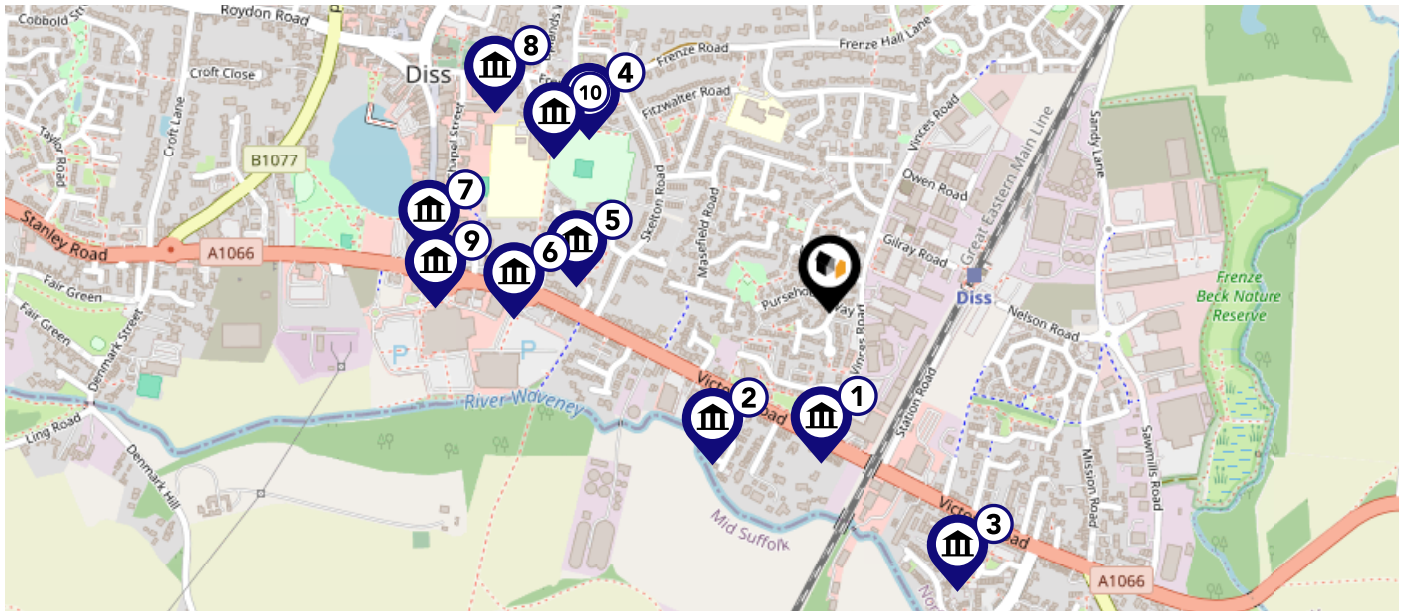 Cobbold St
Roydon Road
Croft Close
Diss
8
4
10
Frenze Road
Frenze Hall Lane
Fitzwalter Road
Taylor Road
Croft Lane
B1077
Chapel Street
Skelton Road
Masefield Road
Vinces Road
Owen Road
Gilray Road
Great Eastern Main Line
Sandy Lane
Stanley Road
A1066
7
9
6
5
Diss
Nelson Road
Frenze
Beck Nature
Reserve
Fair Green
Fair Green
Denmark Street
P
P
Vinces Road
River Waveney
2
1
Station Road
Ling Road
Denmark Hill
Mid Suffolk
Mission Road
Sawmills Road
3
A1066